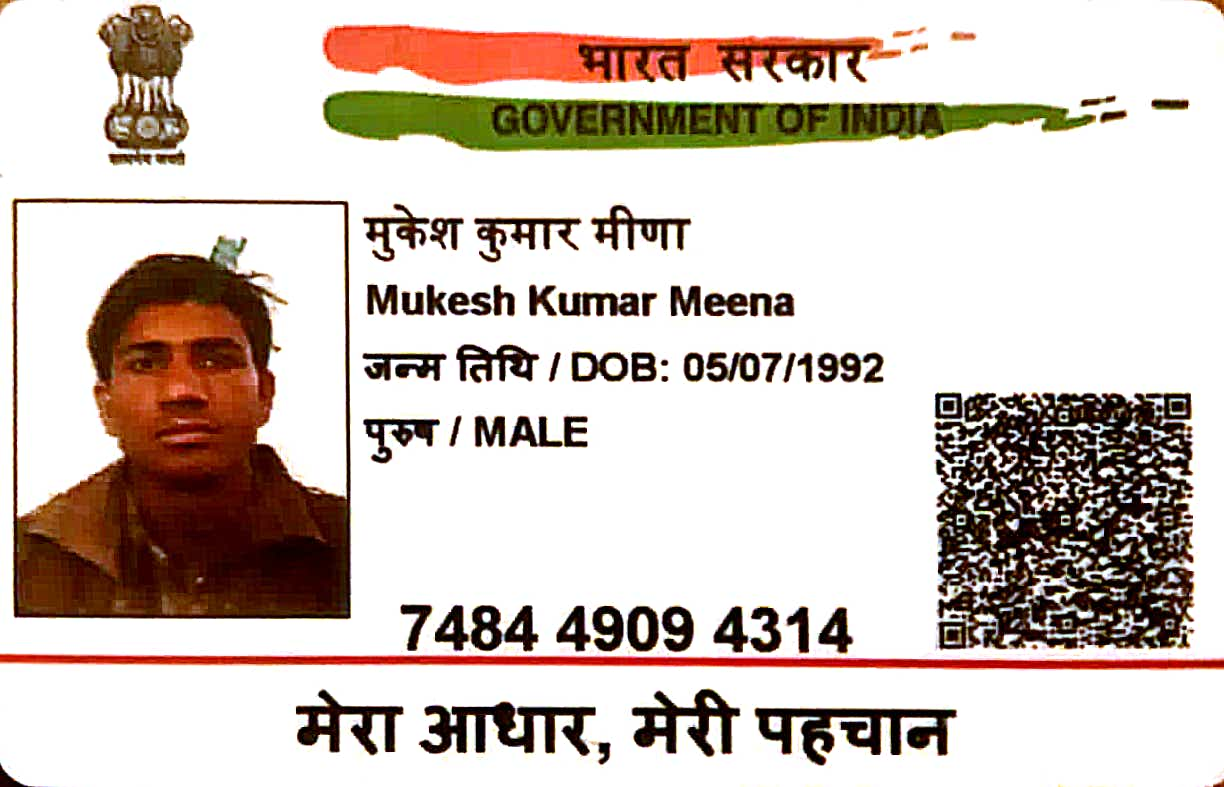 भारत सरकार
GOVERNMENT OF INDIA
सत्यमेव जयते
मुकेश कुमार मीणा
Mukesh Kumar Meena
जन्म तिथि / DOB: 05/07/1992
पुरुष / MALE
7484 4909 4314
मेरा आधार, मेरी पहचान